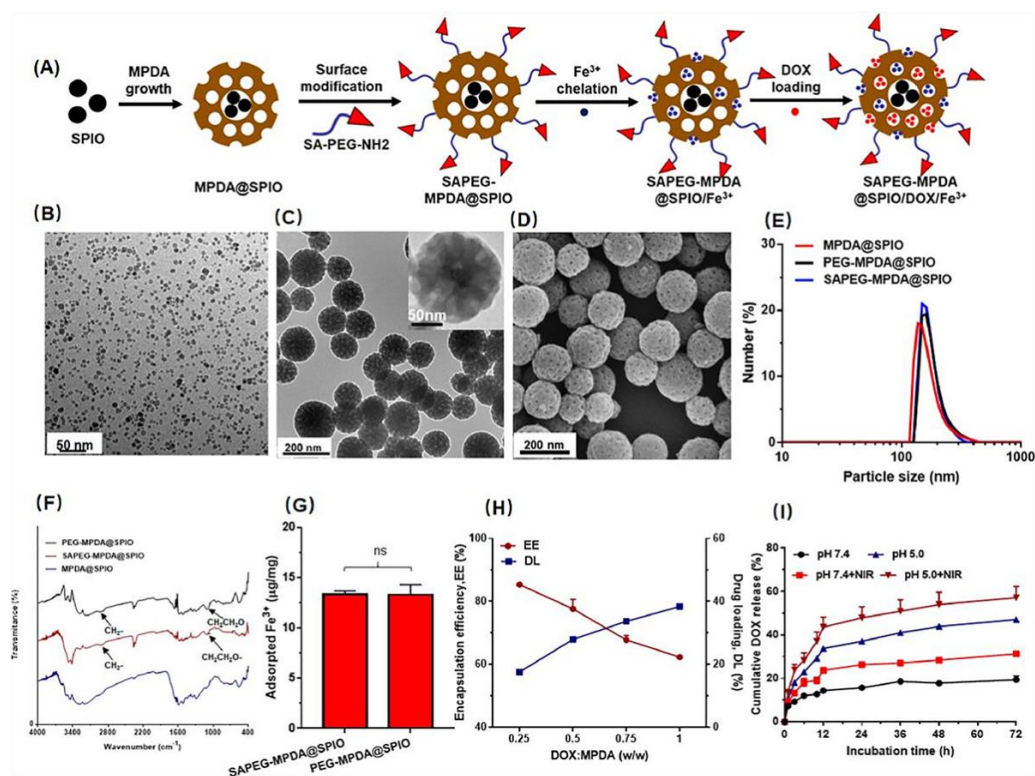 (A)
SPIO
MPDA
growth
MPDA@SPIO
Surface
modification
SA-PEG-NH2
SAPEG-
MPDA@SPIO
Fe³⁺
chelation
SAPEG-MPDA
@SPIO/Fe³⁺
DOX
loading
SAPEG-MPDA
@SPIO/DOX/Fe³⁺
(B)
50 nm
(C)
50nm
200 nm
(D)
200 nm
(E)
MPDA@SPIO
PEG-MPDA@SPIO
SAPEG-MPDA@SPIO
Number (%)
30
20
10
0
10 100 1000
Particle size (nm)
(F)
PEG-MPDA@SPIO
SAPEG-MPDA@SPIO
MPDA@SPIO
CH₂-
CH₂CH₂O
CH₂-
CH₂CH₂O-
Transmitance (%)
4000 3400 2800 2200 1600 1000 400
Wavenumber (cm⁻¹)
(G)
ns
Adsorpted Fe³⁺ (µg/mg)
20
15
10
5
0
SAPEG-MPDA@SPIO
PEG-MPDA@SPIO
(H)
EE
DL
Encapsulation efficiency,EE (%)
100
80
60
40
Drug loading, DL (%)
60
40
20
0
0.25 0.5 0.75 1
DOX:MPDA (w/w)
(I)
pH 7.4
pH 5.0
pH 7.4+NIR
pH 5.0+NIR
Cumulative DOX release (%)
80
60
40
20
0
0 12 24 36 48 60 72
Incubation time (h)